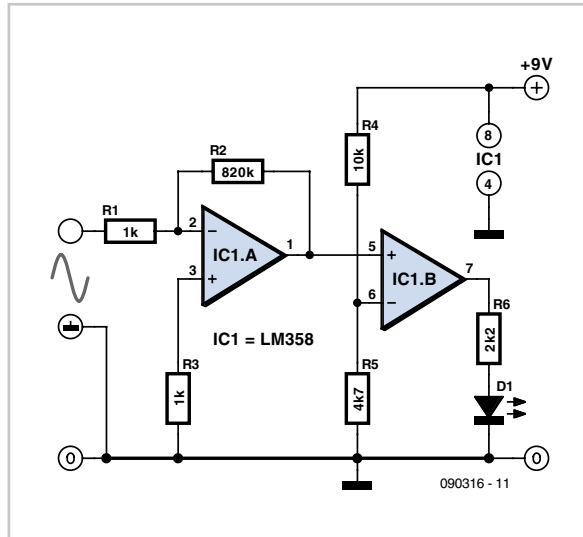 +9V
R4
10k
8
IC1
4
R2
820k
R1
1k
2
−
IC1.A
1
3
+
5
+
IC1.B
7
6
−
R6
2k2
IC1 = LM358
R3
1k
R5
4k7
D1
0
0
090316 - 11